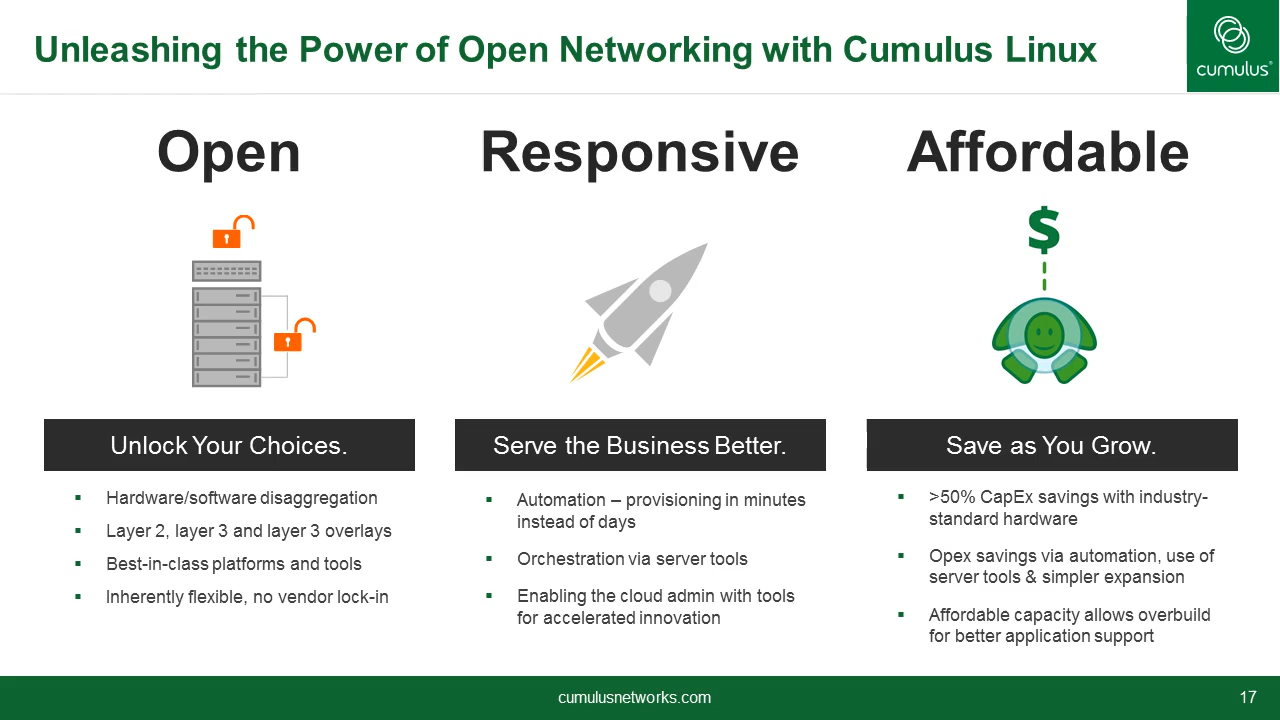 Unleashing the Power of Open Networking with Cumulus Linux
cumulus®
Open
Responsive
Affordable
$
Unlock Your Choices.
▪ Hardware/software disaggregation
▪ Layer 2, layer 3 and layer 3 overlays
▪ Best-in-class platforms and tools
▪ Inherently flexible, no vendor lock-in
Serve the Business Better.
▪ Automation – provisioning in minutes
instead of days
▪ Orchestration via server tools
▪ Enabling the cloud admin with tools
for accelerated innovation
Save as You Grow.
▪ >50% CapEx savings with industry-
standard hardware
▪ Opex savings via automation, use of
server tools & simpler expansion
▪ Affordable capacity allows overbuild
for better application support
cumulusnetworks.com
17